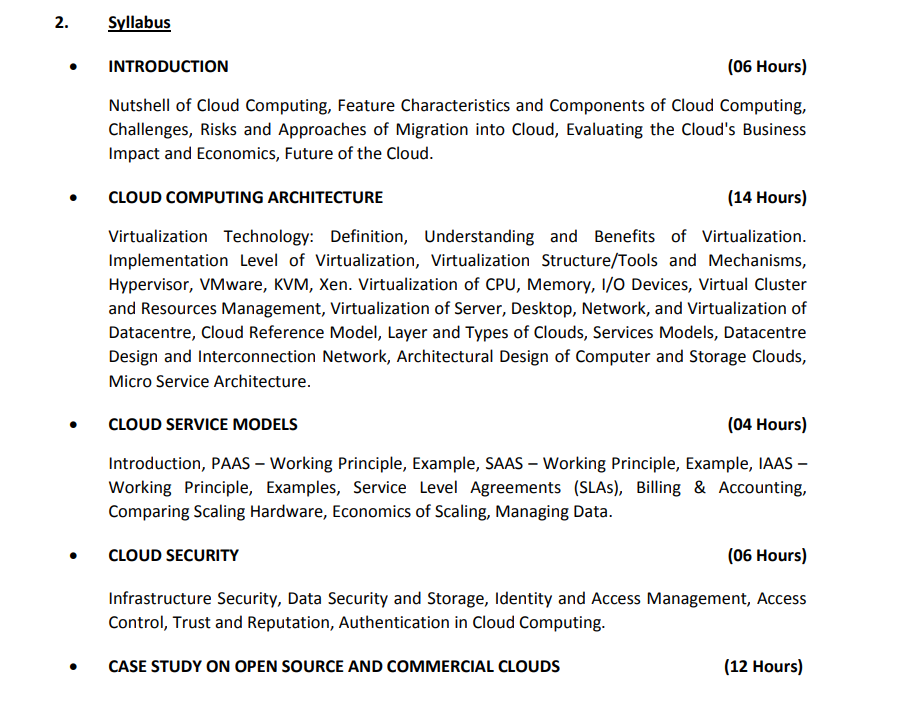 2. Syllabus
• INTRODUCTION (06 Hours)
Nutshell of Cloud Computing, Feature Characteristics and Components of Cloud Computing,
Challenges, Risks and Approaches of Migration into Cloud, Evaluating the Cloud's Business
Impact and Economics, Future of the Cloud.
• CLOUD COMPUTING ARCHITECTURE (14 Hours)
Virtualization Technology: Definition, Understanding and Benefits of Virtualization.
Implementation Level of Virtualization, Virtualization Structure/Tools and Mechanisms,
Hypervisor, VMware, KVM, Xen. Virtualization of CPU, Memory, I/O Devices, Virtual Cluster
and Resources Management, Virtualization of Server, Desktop, Network, and Virtualization of
Datacentre, Cloud Reference Model, Layer and Types of Clouds, Services Models, Datacentre
Design and Interconnection Network, Architectural Design of Computer and Storage Clouds,
Micro Service Architecture.
• CLOUD SERVICE MODELS (04 Hours)
Introduction, PAAS – Working Principle, Example, SAAS – Working Principle, Example, IAAS –
Working Principle, Examples, Service Level Agreements (SLAs), Billing & Accounting,
Comparing Scaling Hardware, Economics of Scaling, Managing Data.
• CLOUD SECURITY (06 Hours)
Infrastructure Security, Data Security and Storage, Identity and Access Management, Access
Control, Trust and Reputation, Authentication in Cloud Computing.
• CASE STUDY ON OPEN SOURCE AND COMMERCIAL CLOUDS (12 Hours)